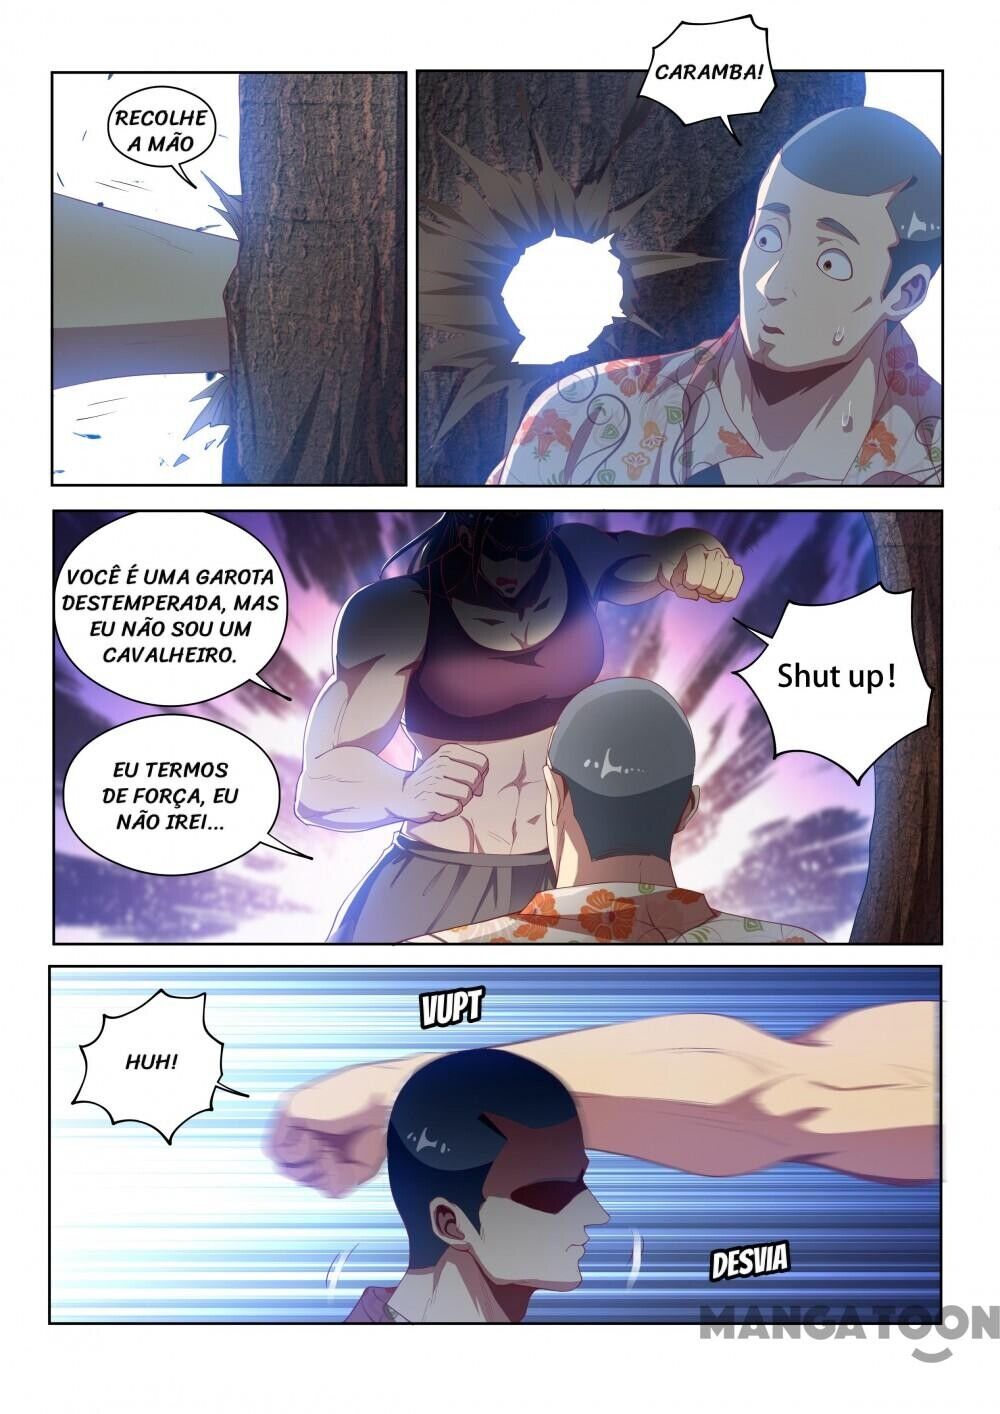 RECOLHE
A MÃO
CARAMBA!
VOCÊ É UMA GAROTA
DESTEMPERADA, MAS
EU NÃO SOU UM
CAVALHEIRO.
EU TERMOS
DE FORÇA, EU
NÃO IREI...
Shut up!
HUH!
VUPT
DESVIA
MANGATOON